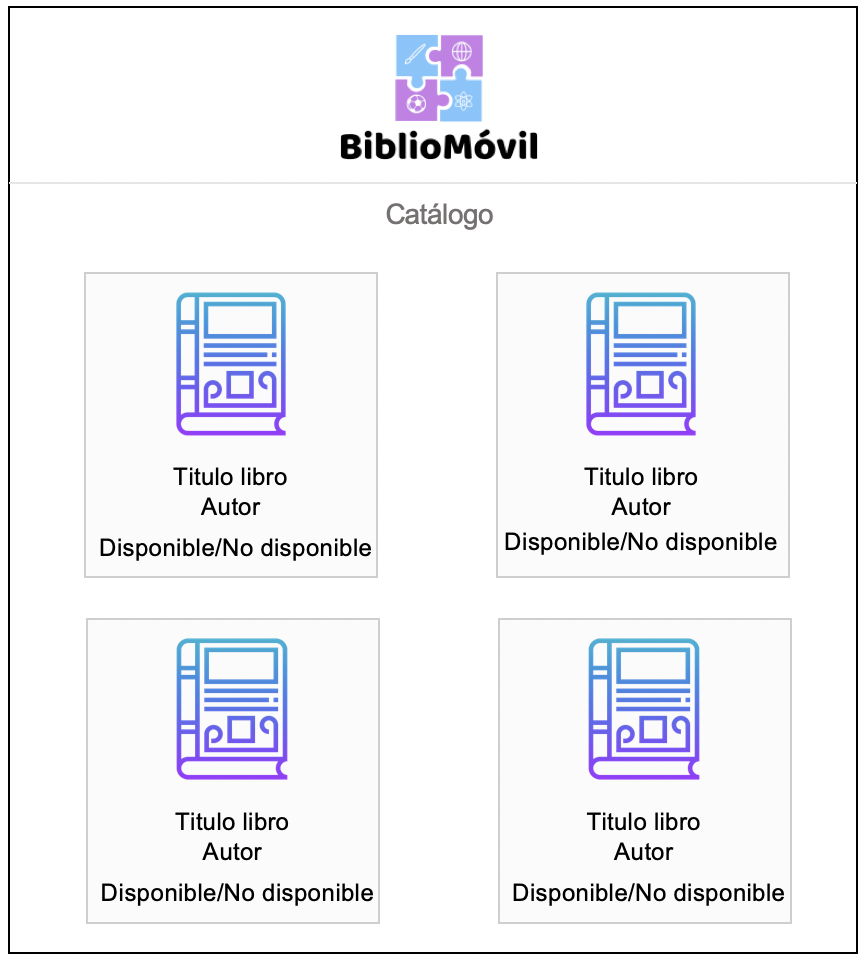 BiblioMóvil
Catálogo
Titulo libro
Autor
Disponible/No disponible
Titulo libro
Autor
Disponible/No disponible
Titulo libro
Autor
Disponible/No disponible
Titulo libro
Autor
Disponible/No disponible